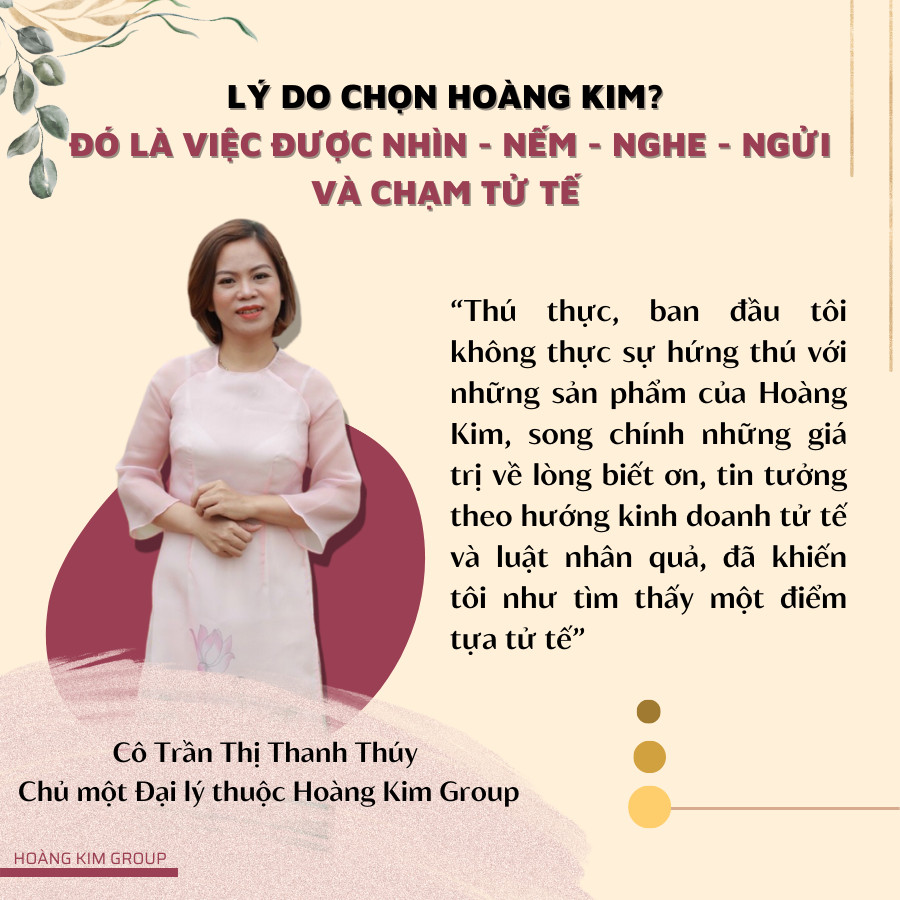 LÝ DO CHỌN HOÀNG KIM?
ĐÓ LÀ VIỆC ĐƯỢC NHÌN - NẾM - NGHE - NGỬI
VÀ CHẠM TỬ TẾ
“Thú thực, ban đầu tôi
không thực sự hứng thú với
những sản phẩm của Hoàng
Kim, song chính những giá
trị về lòng biết ơn, tin tưởng
theo hướng kinh doanh tử tế
và luật nhân quả, đã khiến
tôi như tìm thấy một điểm
tựa tử tế”
Cô Trần Thị Thanh Thúy
Chủ một Đại lý thuộc Hoàng Kim Group
HOÀNG KIM GROUP